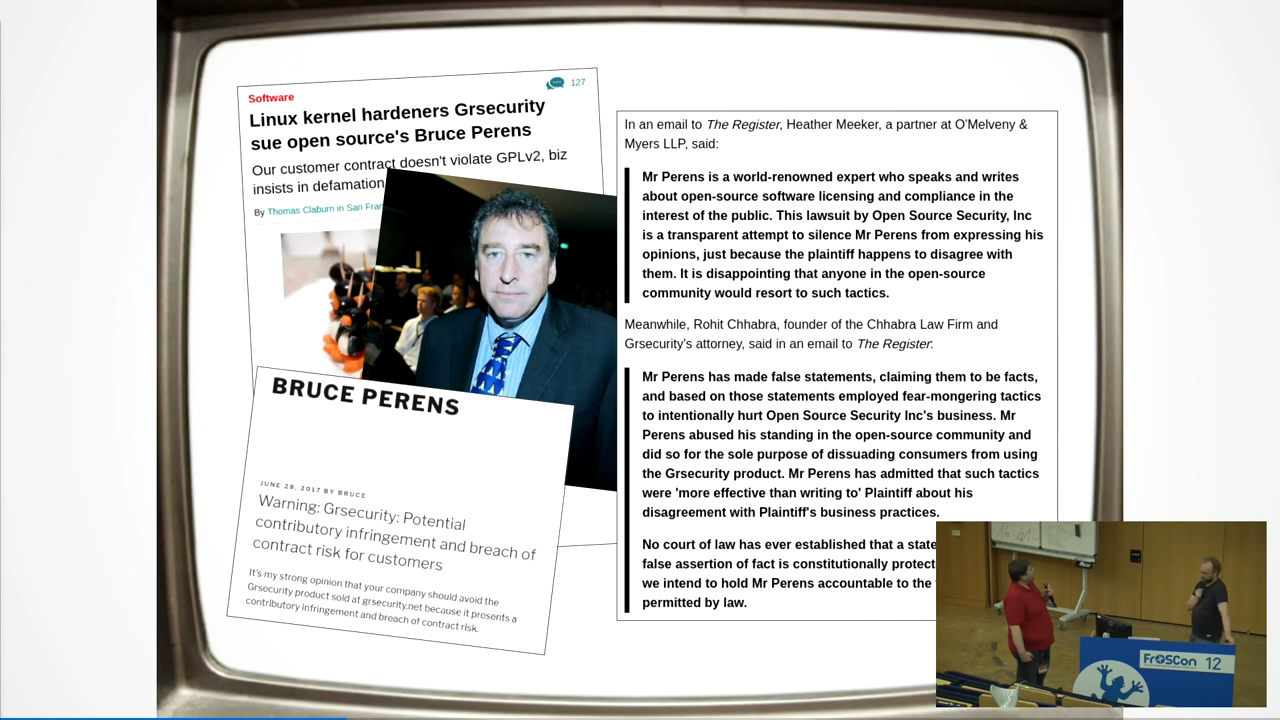 Software
127
Linux kernel hardeners Grsecurity
sue open source's Bruce Perens
Our customer contract doesn't violate GPLv2, biz
insists in defamation
By Thomas Claburn in San
BRUCE PERENS
JUNE 28, 2017 BY BRUCE
Warning: Grsecurity: Potential
contributory infringement and breach of
contract risk for customers
It's my strong opinion that your company should avoid the
Grsecurity product sold at grsecurity.net because it presents a
contributory infringement and breach of contract risk.
In an email to The Register, Heather Meeker, a partner at O'Melveny &
Myers LLP, said:
Mr Perens is a world-renowned expert who speaks and writes
about open-source software licensing and compliance in the
interest of the public. This lawsuit by Open Source Security, Inc
is a transparent attempt to silence Mr Perens from expressing his
opinions, just because the plaintiff happens to disagree with
them. It is disappointing that anyone in the open-source
community would resort to such tactics.
Meanwhile, Rohit Chhabra, founder of the Chhabra Law Firm and
Grsecurity's attorney, said in an email to The Register:
Mr Perens has made false statements, claiming them to be facts,
and based on those statements employed fear-mongering tactics
to intentionally hurt Open Source Security Inc's business. Mr
Perens abused his standing in the open-source community and
did so for the sole purpose of dissuading consumers from using
the Grsecurity product. Mr Perens has admitted that such tactics
were 'more effective than writing to' Plaintiff about his
disagreement with Plaintiff's business practices.
No court of law has ever established that a
false assertion of fact is constitutionally
we intend to hold Mr Perens accountable to the
permitted by law.
FrOSCon 12